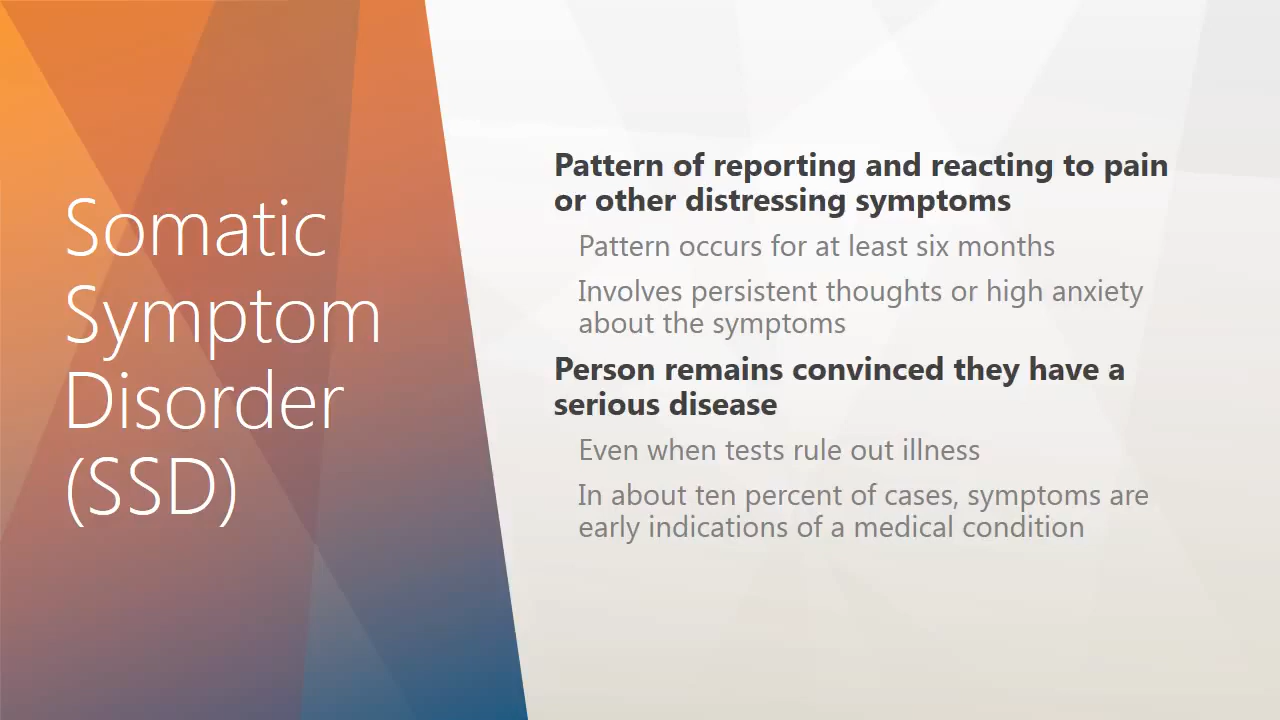 Somatic
Symptom
Disorder
(SSD)
Pattern of reporting and reacting to pain
or other distressing symptoms
Pattern occurs for at least six months
Involves persistent thoughts or high anxiety
about the symptoms
Person remains convinced they have a
serious disease
Even when tests rule out illness
In about ten percent of cases, symptoms are
early indications of a medical condition